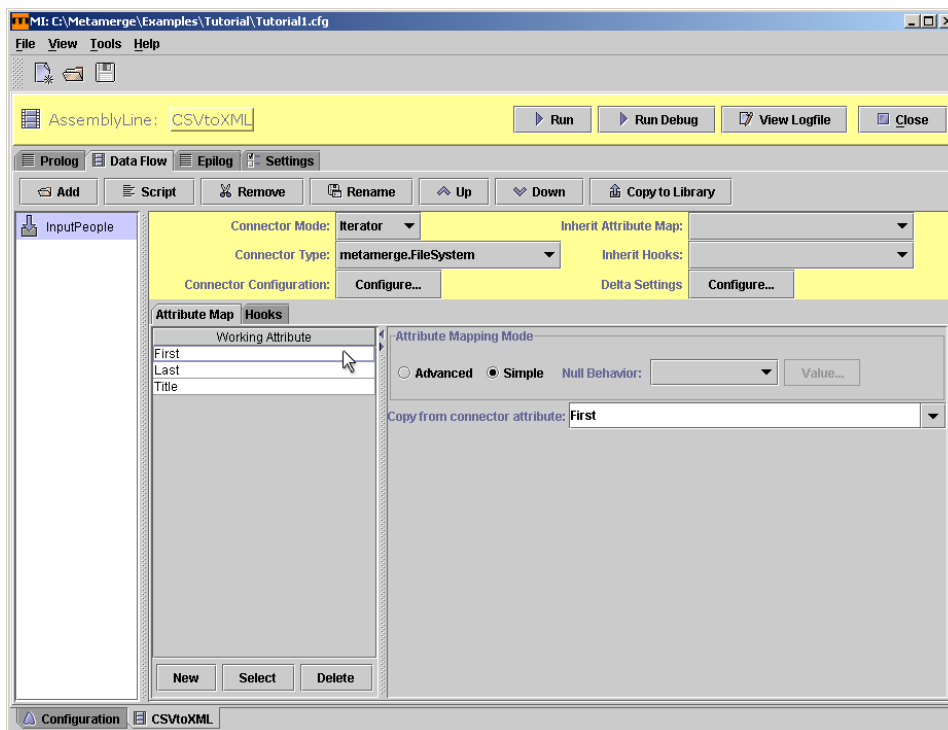 MI: C:\Metamerge\Examples\Tutorial\Tutorial1.cfg
File View Tools Help
AssemblyLine: CSVtoXML Run Run Debug View Logfile Close
Prolog Data Flow Epilog Settings
Add Script Remove Rename Up Down Copy to Library
InputPeople
Connector Mode: Iterator Inherit Attribute Map:
Connector Type: metamerge.FileSystem Inherit Hooks:
Connector Configuration: Configure... Delta Settings Configure...
Attribute Map Hooks
Working Attribute
First
Last
Title
Attribute Mapping Mode
Advanced Simple Null Behavior: Value...
Copy from connector attribute: First
New Select Delete
Configuration CSVtoXML